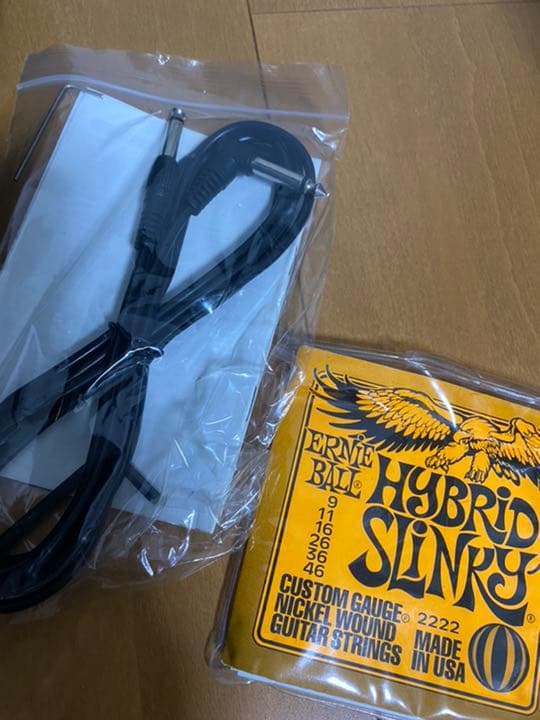 ERNIE
BALL®
HYBRID
SLINKY®
9
11
16
26
36
46
CUSTOM GAUGE® 2222
NICKEL WOUND
GUITAR STRINGS
MADE
IN USA